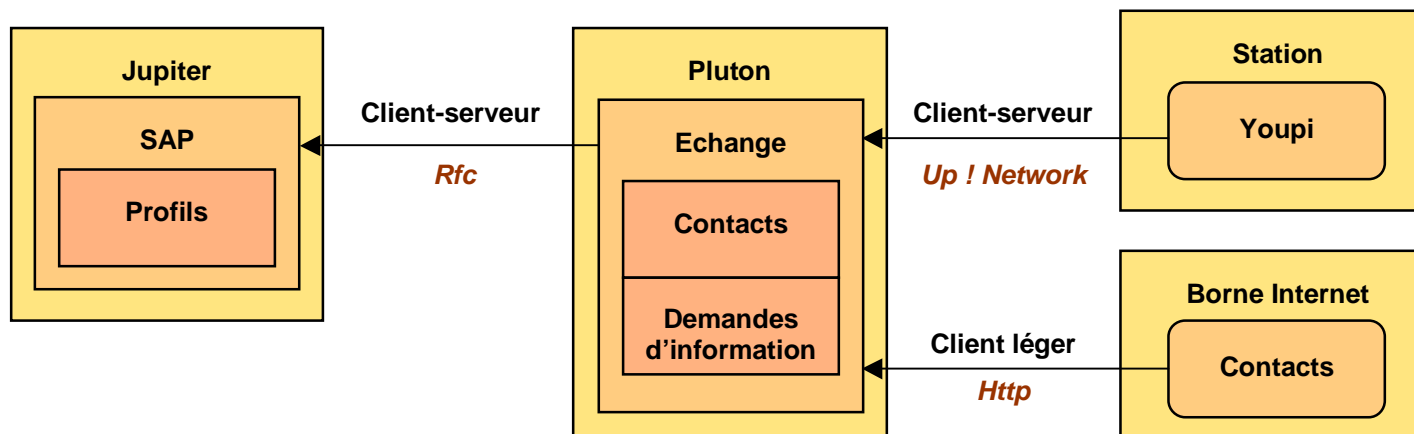 Jupiter
SAP
Profils
Client-serveur
Rfc
Pluton
Echange
Contacts
Demandes
d’information
Client-serveur
Up ! Network
Station
Youpi
Client léger
Http
Borne Internet
Contacts